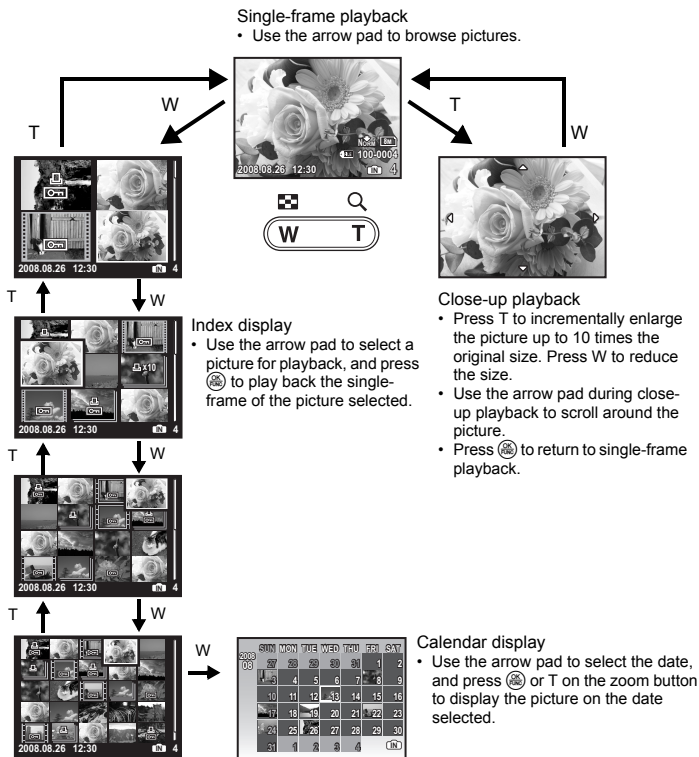 Single-frame playback
• Use the arrow pad to browse pictures.
W
T
T
W
NORM 8M
100-0004
2008.08.26 12:30 IN 4
W T
2008.08.26 12:30 IN 4
T
W
Close-up playback
• Press T to incrementally enlarge
the picture up to 10 times the
original size. Press W to reduce
the size.
• Use the arrow pad during close-
up playback to scroll around the
picture.
• Press OK FUNC to return to single-frame
playback.
Index display
• Use the arrow pad to select a
picture for playback, and press
OK FUNC to play back the single-
frame of the picture selected.
x10
2008.08.26 12:30 IN 4
T
W
2008.08.26 12:30 IN 4
T
W
2008.08.26 12:30 IN 4
W
2008
08
SUN MON TUE WED THU FRI SAT
27 28 29 30 31 1 2
3 4 5 6 7 8 9
10 11 12 13 14 15 16
17 18 19 20 21 22 23
24 25 26 27 28 29 30
31 1 2 3 4
IN
Calendar display
• Use the arrow pad to select the date,
and press OK FUNC or T on the zoom button
to display the picture on the date
selected.